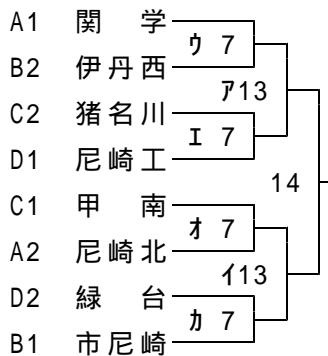 A1 関 学
ウ 7
B2 伊丹西
ア13
C2 猪名川
エ 7
D1 尼崎工
14
C1 甲 南
オ 7
A2 尼崎北
イ13
D2 緑 台
カ 7
B1 市尼崎